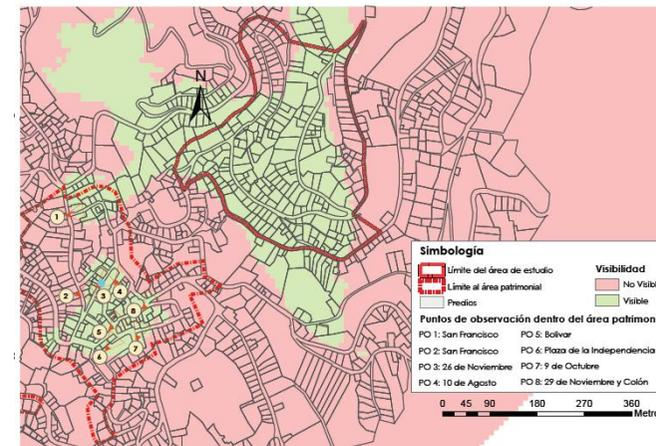 N
1
2
3
4
8
5
6
7
Simbología
Límite del área de estudio
Límite al área patrimonial
Predios
Visibilidad
No Visibl
Visible
Puntos de observación dentro del área patrimon
PO 1: San Francisco
PO 5: Bolivar
PO 2: San Francisco
PO 6: Plaza de la Independencia
PO 3: 26 de Noviembre
PO 7: 9 de Octubre
PO 4: 10 de Agosto
PO 8: 29 de Noviembre y Colón
0 45 90 180 270 360
Metro